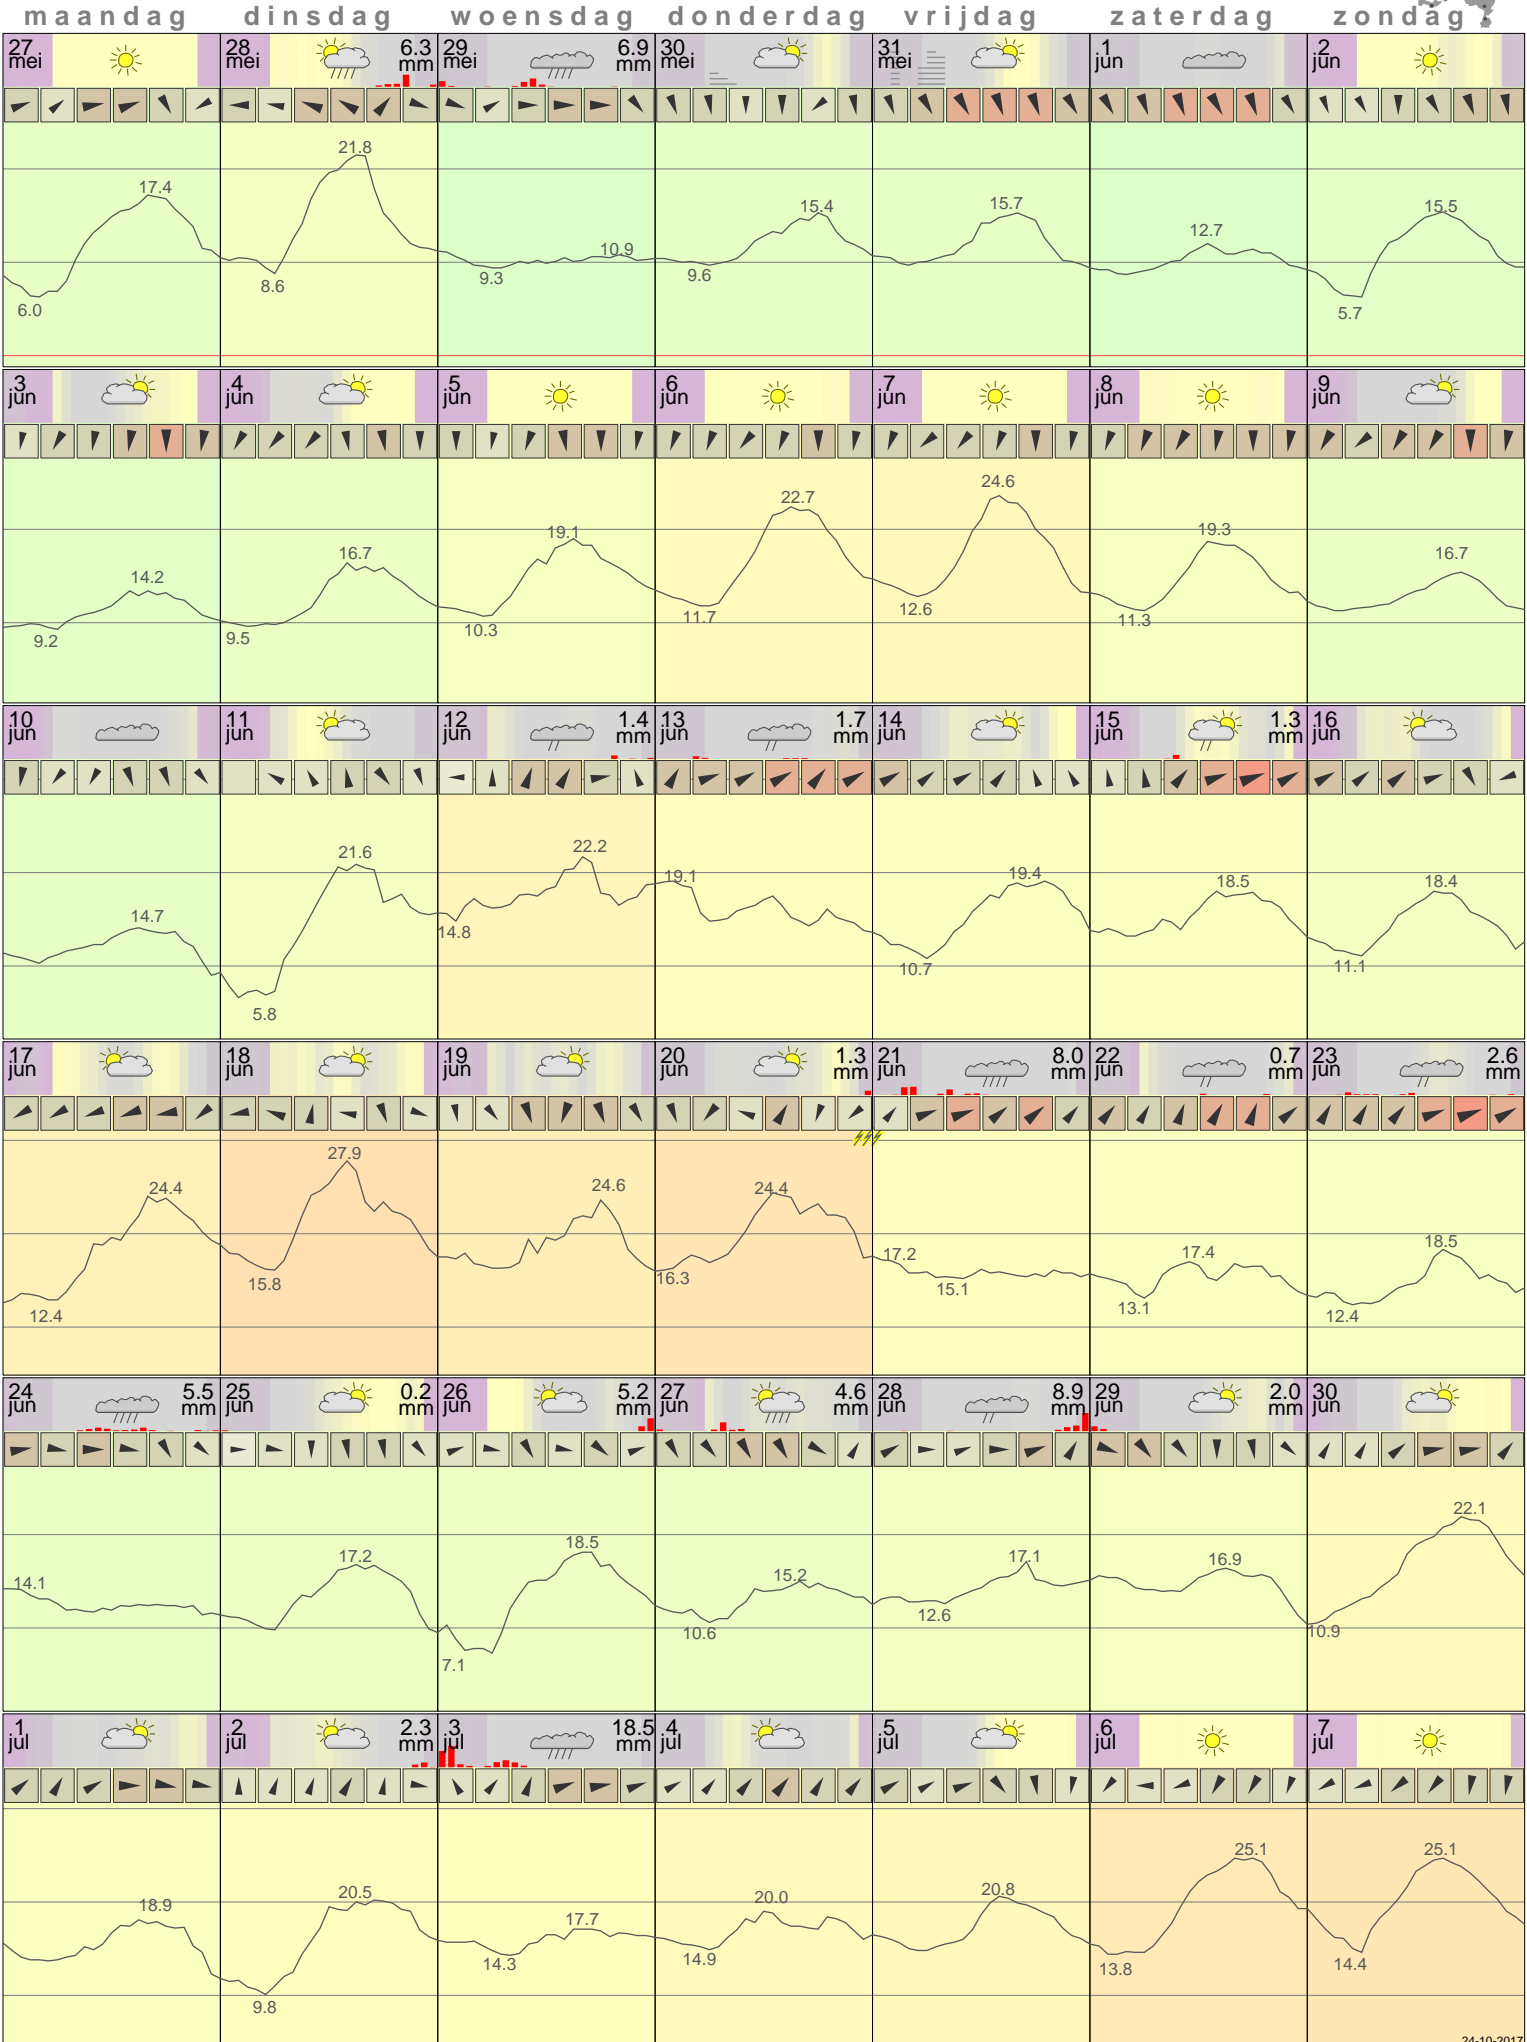 maandag dinsdag woensdag donderdag vrijdag zaterdag zondag
27 mei 28 mei 6.3 mm 29 mei 6.9 mm 30 mei 31 mei 1 jun 2 jun
17.4 21.8 10.9 15.4 15.7 12.7 15.5
6.0 8.6 9.3 9.6 5.7
3 jun 4 jun 5 jun 6 jun 7 jun 8 jun 9 jun
14.2 16.7 19.1 22.7 24.6 19.3 16.7
9.2 9.5 10.3 11.7 12.6 11.3
10 jun 11 jun 12 jun 1.4 mm 13 jun 1.7 mm 14 jun 15 jun 1.3 mm 16 jun
14.7 21.6 22.2 19.1 19.4 18.5 18.4
5.8 14.8 10.7 11.1
17 jun 18 jun 19 jun 20 jun 1.3 mm 21 jun 8.0 mm 22 jun 0.7 mm 23 jun 2.6 mm
24.4 27.9 24.6 24.4 17.2 17.4 18.5
12.4 15.8 16.3 15.1 13.1 12.4
24 jun 5.5 mm 25 jun 0.2 mm 26 jun 5.2 mm 27 jun 4.6 mm 28 jun 8.9 mm 29 jun 2.0 mm 30 jun
14.1 17.2 18.5 15.2 17.1 16.9 22.1
7.1 10.6 12.6 10.9
1 jul 2 jul 2.3 mm 3 jul 18.5 mm 4 jul 5 jul 6 jul 7 jul
18.9 20.5 17.7 20.0 20.8 25.1 25.1
9.8 14.3 14.9 13.8 14.4
24-10-2017